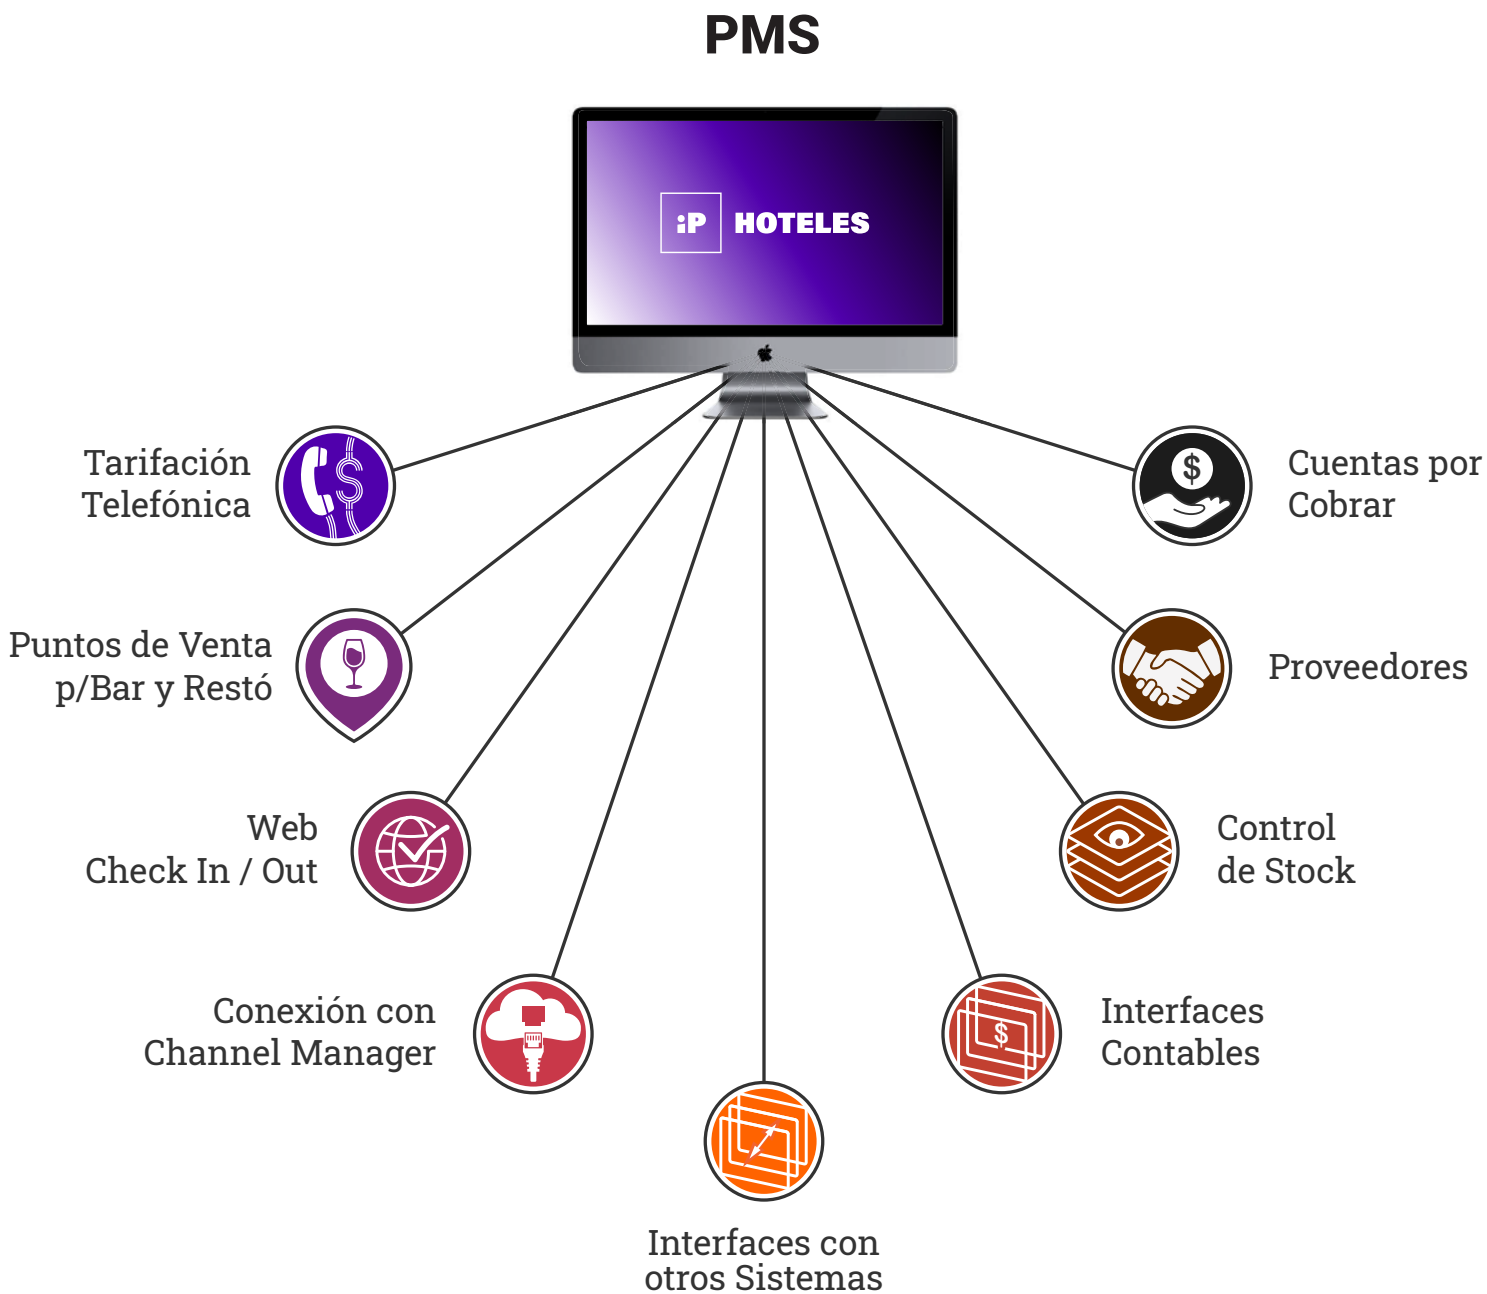 PMS
iP HOTELES
Tarifación
Telefónica
$
Puntos de Venta
p/Bar y Restó
Web
Check In / Out
Conexión con
Channel Manager
Interfaces con
otros Sistemas
$
Interfaces
Contables
Control
de Stock
Proveedores
$
Cuentas por
Cobrar